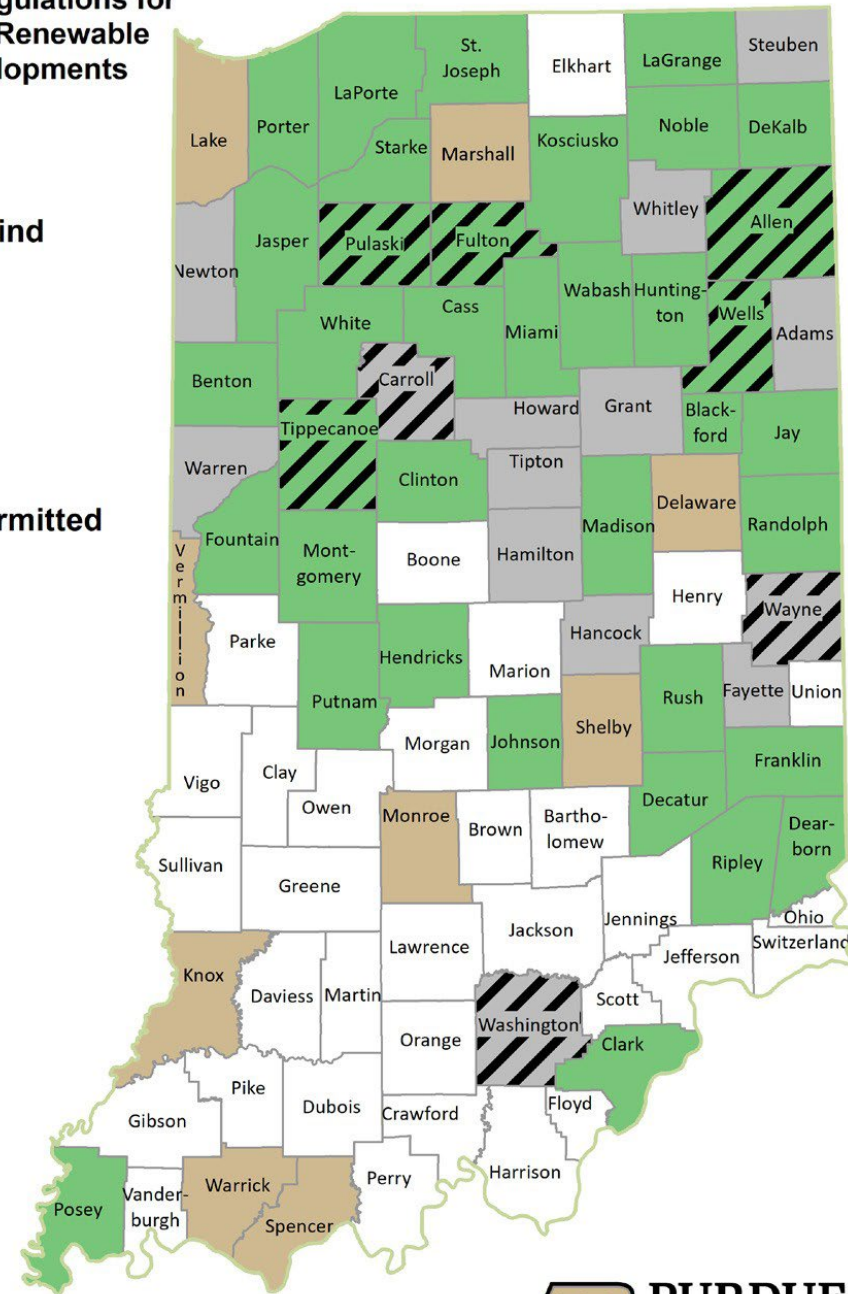 gulations for
Renewable
lopments
ind
rmitted
St.
Joseph
Elkhart
LaGrange
Steuben
LaPorte
Lake
Porter
Starke
Marshall
Kosciusko
Noble
DeKalb
Newton
Jasper
Pulaski
Fulton
Whitley
Allen
White
Cass
Miami
Wabash
Hunting-
ton
Wells
Adams
Benton
Carroll
Howard
Grant
Black-
ford
Jay
Warren
Tippecanoe
Clinton
Tipton
Delaware
Randolph
Fountain
Mont-
gomery
Boone
Hamilton
Madison
Henry
Wayne
Vermillion
Parke
Putnam
Hendricks
Marion
Hancock
Rush
Fayette
Union
Vigo
Clay
Owen
Morgan
Johnson
Shelby
Decatur
Franklin
Sullivan
Greene
Monroe
Brown
Bartho-
lomew
Ripley
Dear-
born
Knox
Daviess
Martin
Lawrence
Jackson
Jennings
Jefferson
Ohio
Switzerland
Orange
Washington
Scott
Clark
Gibson
Pike
Dubois
Crawford
Floyd
Harrison
Posey
Vander-
burgh
Warrick
Spencer
Perry
PURDUE